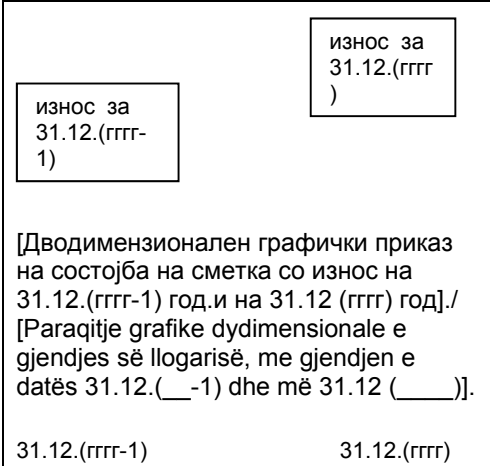 износ за
31.12.(гггг
)
износ за
31.12.(гггг-
1)
[Дводимензионален графички приказ
на состојба на сметка со износ на
31.12.(гггг-1) год.и на 31.12 (гггг) год]./
[Paraqitje grafike dydimensionale e
gjendjes së llogarisë, me gjendjen e
datës 31.12.(__-1) dhe më 31.12 (____)].
31.12.(гггг-1) 31.12.(гггг)